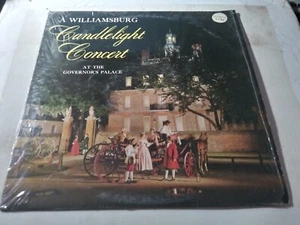 A WILLIAMSBURG
Candlelight
Concert
AT THE
GOVERNOR'S PALACE